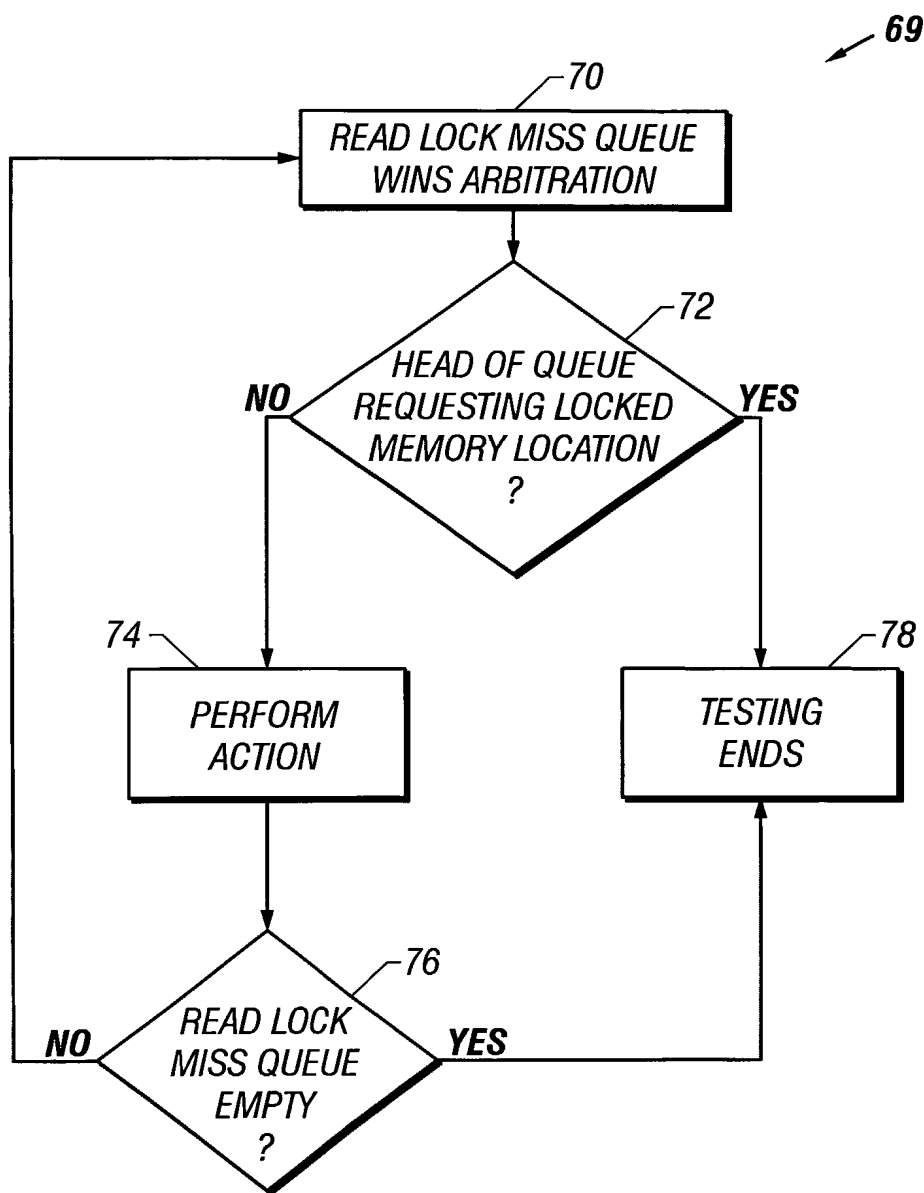 69
70
READ LOCK MISS QUEUE
WINS ARBITRATION
72
HEAD OF QUEUE
REQUESTING LOCKED
MEMORY LOCATION
?
NO
YES
74
PERFORM
ACTION
78
TESTING
ENDS
76
READ LOCK
MISS QUEUE
EMPTY
?
NO
YES